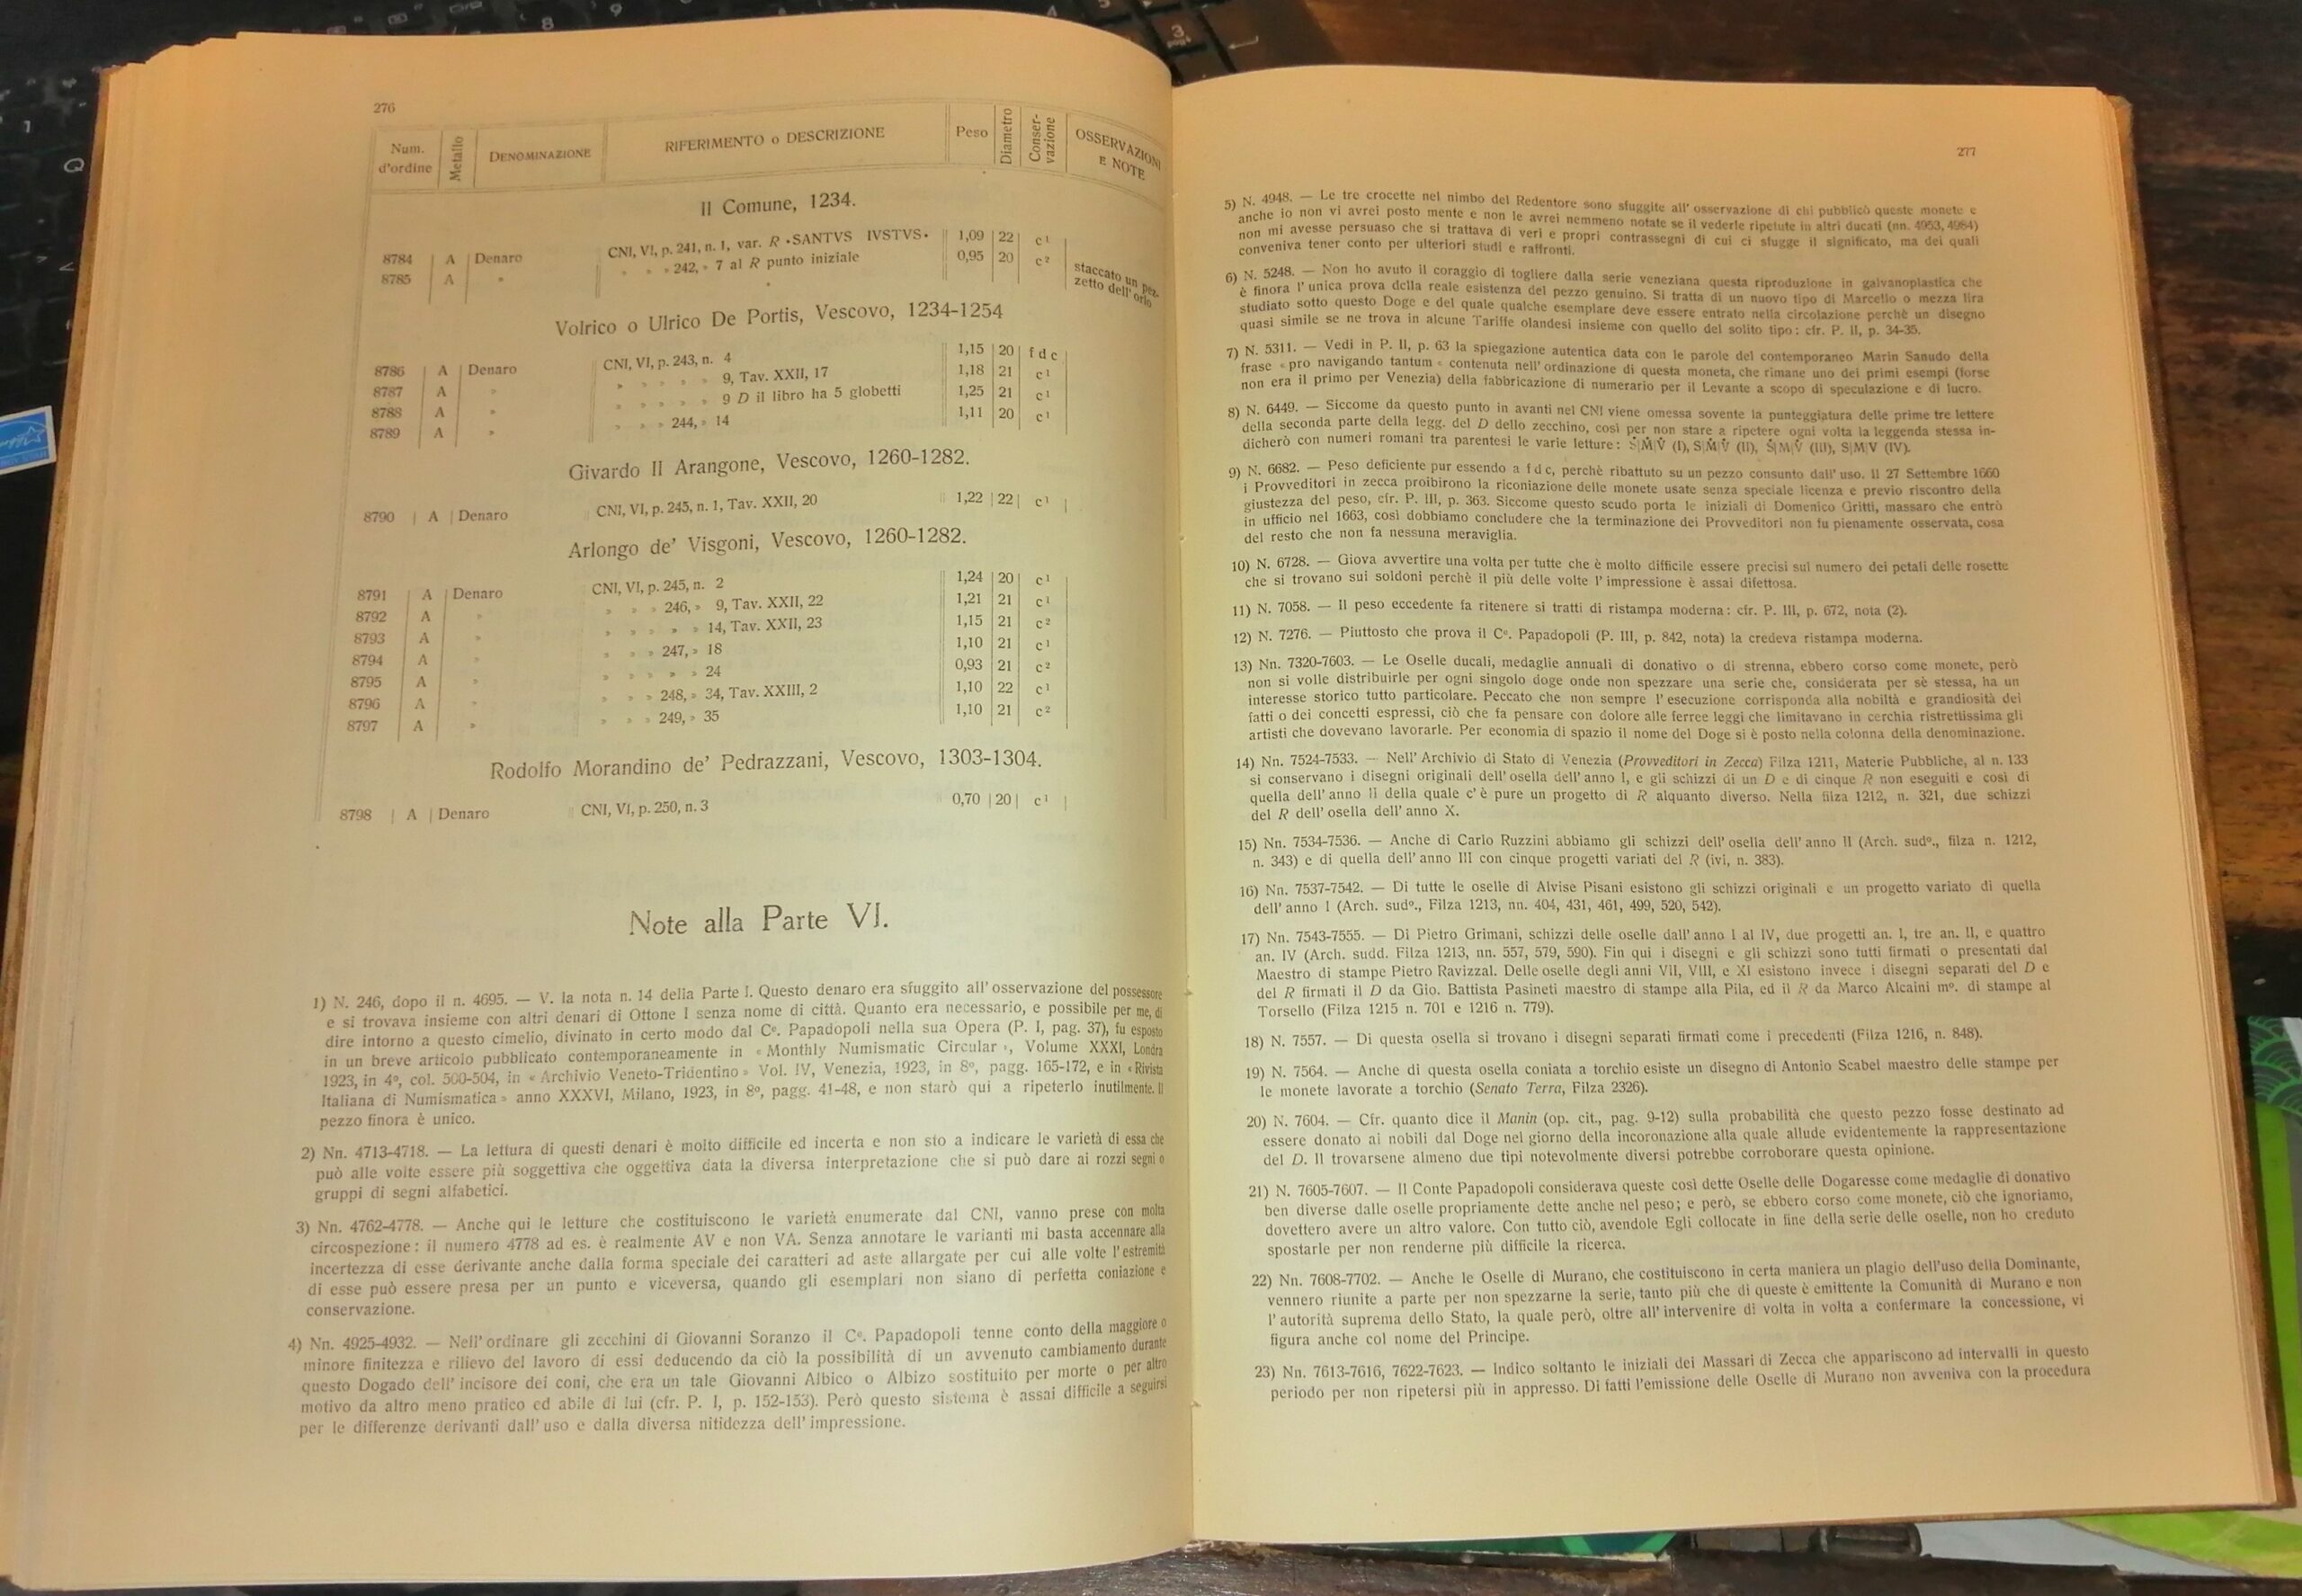 276
Num. d'ordine
Metallo
DENOMINAZIONE
RIFERIMENTO o DESCRIZIONE
Peso
Diametro
Conser-vazione
OSSERVAZIONI E NOTE
Il Comune, 1234.
8784 A Denaro CNI, VI, p. 241, n. 1, var. R •SANTVS IVSTVS• 1,09 22 c¹
8785 A » » » » 242, » 7 al R punto iniziale 0,95 20 c² staccato un pez-
zetto dell' orlo
Volrico o Ulrico De Portis, Vescovo, 1234-1254
8786 A Denaro CNI, VI, p. 243, n. 4 1,15 20 f d c
8787 A » » » » » » 9, Tav. XXII, 17 1,18 21 c¹
8788 A » » » » » » 9 D il libro ha 5 globetti 1,25 21 c¹
8789 A » » » » 244, » 14 1,11 20 c¹
Givardo II Arangone, Vescovo, 1260-1282.
8790 A Denaro CNI, VI, p. 245, n. 1, Tav. XXII, 20 1,22 22 c¹
Arlongo de' Visgoni, Vescovo, 1260-1282.
8791 A Denaro CNI, VI, p. 245, n. 2 1,24 20 c¹
8792 A » » » » 246, » 9, Tav. XXII, 22 1,21 21 c¹
8793 A » » » » » » 14, Tav. XXII, 23 1,15 21 c²
8794 A » » » » 247, » 18 1,10 21 c¹
8795 A » » » » » » 24 0,93 21 c²
8796 A » » » » 248, » 34, Tav. XXIII, 2 1,10 22 c¹
8797 A » » » » 249, » 35 1,10 21 c²
Rodolfo Morandino de' Pedrazzani, Vescovo, 1303-1304.
8798 A Denaro CNI, VI, p. 250, n. 3 0,70 20 c¹
Note alla Parte VI.
1) N. 246, dopo il n. 4695. — V. la nota n. 14 della Parte I. Questo denaro era sfuggito all' osservazione del possessore
e si trovava insieme con altri denari di Ottone I senza nome di città. Quanto era necessario, e possibile per me, di
dire intorno a questo cimelio, divinato in certo modo dal Cᵉ. Papadopoli nella sua Opera (P. I, pag. 37), fu esposto
in un breve articolo pubblicato contemporaneamente in « Monthly Numismatic Circular », Volume XXXI, Londra
1923, in 4º, col. 500-504, in « Archivio Veneto-Tridentino » Vol. IV, Venezia, 1923, in 8º, pagg. 165-172, e in « Rivista
Italiana di Numismatica » anno XXXVI, Milano, 1923, in 8º, pagg. 41-48, e non starò qui a ripeterlo inutilmente. Il
pezzo finora è unico.
2) Nn. 4713-4718. — La lettura di questi denari è molto difficile ed incerta e non sto a indicare le varietà di essa che
può alle volte essere più soggettiva che oggettiva data la diversa interpretazione che si può dare ai rozzi segni o
gruppi di segni alfabetici.
3) Nn. 4762-4778. — Anche qui le letture che costituiscono le varietà enumerate dal CNI, vanno prese con molta
circospezione: il numero 4778 ad es. è realmente AV e non VA. Senza annotare le varianti mi basta accennare alla
incertezza di esse derivante anche dalla forma speciale dei caratteri ad aste allargate per cui alle volte l' estremità
di esse può essere presa per un punto e viceversa, quando gli esemplari non siano di perfetta coniazione e
conservazione.
4) Nn. 4925-4932. — Nell' ordinare gli zecchini di Giovanni Soranzo il Cᵉ. Papadopoli tenne conto della maggiore o
minore finitezza e rilievo del lavoro di essi deducendo da ciò la possibilità di un avvenuto cambiamento durante
questo Dogado dell' incisore dei coni, che era un tale Giovanni Albico o Albizo sostituito per morte o per altro
motivo da altro meno pratico ed abile di lui (cfr. P. I, p. 152-153). Però questo sistema è assai difficile a seguirsi
per le differenze derivanti dall' uso e dalla diversa nitidezza dell' impressione.
277
5) N. 4948. — Le tre crocette nel nimbo del Redentore sono sfuggite all' osservazione di chi pubblicò queste monete e
anche io non vi avrei posto mente e non le avrei nemmeno notate se il vederle ripetute in altri ducati (nn. 4953, 4984)
non mi avesse persuaso che si trattava di veri e propri contrassegni di cui ci sfugge il significato, ma dei quali
conveniva tener conto per ulteriori studi e raffronti.
6) N. 5248. — Non ho avuto il coraggio di togliere dalla serie veneziana questa riproduzione in galvanoplastica che
è finora l' unica prova della reale esistenza del pezzo genuino. Si tratta di un nuovo tipo di Marcello o mezza lira
studiato sotto questo Doge e del quale qualche esemplare deve essere entrato nella circolazione perchè un disegno
quasi simile se ne trova in alcune Tariffe olandesi insieme con quello del solito tipo: cfr. P. II, p. 34-35.
7) N. 5311. — Vedi in P. II, p. 63 la spiegazione autentica data con le parole del contemporaneo Marin Sanudo della
frase « pro navigando tantum « contenuta nell' ordinazione di questa moneta, che rimane uno dei primi esempi (forse
non era il primo per Venezia) della fabbricazione di numerario per il Levante a scopo di speculazione e di lucro.
8) N. 6449. — Siccome da questo punto in avanti nel CNI viene omessa sovente la punteggiatura delle prime tre lettere
della seconda parte della legg. del D dello zecchino, così per non stare a ripetere ogni volta la leggenda stessa in-
dicherò con numeri romani tra parentesi le varie letture: Ṡ|Ṁ|V̇ (I), S|Ṁ|V̇ (II), Ṡ|M|V̇ (III), S|M|V (IV).
9) N. 6682. — Peso deficiente pur essendo a f d c, perchè ribattuto su un pezzo consunto dall' uso. Il 27 Settembre 1660
i Provveditori in zecca proibirono la riconiazione delle monete usate senza speciale licenza e previo riscontro della
giustezza del peso, cfr. P. III, p. 363. Siccome questo scudo porta le iniziali di Domenico Gritti, massaro che entrò
in ufficio nel 1663, così dobbiamo concludere che la terminazione dei Provveditori non fu pienamente osservata, cosa
del resto che non fa nessuna meraviglia.
10) N. 6728. — Giova avvertire una volta per tutte che è molto difficile essere precisi sul numero dei petali delle rosette
che si trovano sui soldoni perchè il più delle volte l' impressione è assai difettosa.
11) N. 7058. — Il peso eccedente fa ritenere si tratti di ristampa moderna: cfr. P. III, p. 672, nota (2).
12) N. 7276. — Piuttosto che prova il Cᵉ. Papadopoli (P. III, p. 842, nota) la credeva ristampa moderna.
13) Nn. 7320-7603. — Le Oselle ducali, medaglie annuali di donativo o di strenna, ebbero corso come monete, però
non si volle distribuirle per ogni singolo doge onde non spezzare una serie che, considerata per sè stessa, ha un
interesse storico tutto particolare. Peccato che non sempre l' esecuzione corrisponda alla nobiltà e grandiosità dei
fatti o dei concetti espressi, ciò che fa pensare con dolore alle ferree leggi che limitavano in cerchia ristrettissima gli
artisti che dovevano lavorarle. Per economia di spazio il nome del Doge si è posto nella colonna della denominazione.
14) Nn. 7524-7533. — Nell' Archivio di Stato di Venezia (Provveditori in Zecca) Filza 1211, Materie Pubbliche, al n. 133
si conservano i disegni originali dell' osella dell' anno I, e gli schizzi di un D e di cinque R non eseguiti e così di
quella dell' anno II della quale c' è pure un progetto di R alquanto diverso. Nella filza 1212, n. 321, due schizzi
del R dell' osella dell' anno X.
15) Nn. 7534-7536. — Anche di Carlo Ruzzini abbiamo gli schizzi dell' osella dell' anno II (Arch. sudº., filza n. 1212,
n. 343) e di quella dell' anno III con cinque progetti variati del R (ivi, n. 383).
16) Nn. 7537-7542. — Di tutte le oselle di Alvise Pisani esistono gli schizzi originali e un progetto variato di quella
dell' anno I (Arch. sudº., Filza 1213, nn. 404, 431, 461, 499, 520, 542).
17) Nn. 7543-7555. — Di Pietro Grimani, schizzi delle oselle dall' anno I al IV, due progetti an. I, tre an. II, e quattro
an. IV (Arch. sudd. Filza 1213, nn. 557, 579, 590). Fin qui i disegni e gli schizzi sono tutti firmati o presentati dal
Maestro di stampe Pietro Ravizzal. Delle oselle degli anni VII, VIII, e XI esistono invece i disegni separati del D e
del R firmati il D da Gio. Battista Pasineti maestro di stampe alla Pila, ed il R da Marco Alcaini mº. di stampe al
Torsello (Filza 1215 n. 701 e 1216 n. 779).
18) N. 7557. — Di questa osella si trovano i disegni separati firmati come i precedenti (Filza 1216, n. 848).
19) N. 7564. — Anche di questa osella coniata a torchio esiste un disegno di Antonio Scabel maestro delle stampe per
le monete lavorate a torchio (Senato Terra, Filza 2326).
20) N. 7604. — Cfr. quanto dice il Manin (op. cit., pag. 9-12) sulla probabilità che questo pezzo fosse destinato ad
essere donato ai nobili dal Doge nel giorno della incoronazione alla quale allude evidentemente la rappresentazione
del D. Il trovarsene almeno due tipi notevolmente diversi potrebbe corroborare questa opinione.
21) N. 7605-7607. — Il Conte Papadopoli considerava queste così dette Oselle delle Dogaresse come medaglie di donativo
ben diverse dalle oselle propriamente dette anche nel peso; e però, se ebbero corso come monete, ciò che ignoriamo,
dovettero avere un altro valore. Con tutto ciò, avendole Egli collocate in fine della serie delle oselle, non ho creduto
spostarle per non renderne più difficile la ricerca.
22) Nn. 7608-7702. — Anche le Oselle di Murano, che costituiscono in certa maniera un plagio dell'uso della Dominante,
vennero riunite a parte per non spezzarne la serie, tanto più che di queste è emittente la Comunità di Murano e non
l' autorità suprema dello Stato, la quale però, oltre all' intervenire di volta in volta a confermare la concessione, vi
figura anche col nome del Principe.
23) Nn. 7613-7616, 7622-7623. — Indico soltanto le iniziali dei Massari di Zecca che appariscono ad intervalli in questo
periodo per non ripetersi più in appresso. Di fatti l'emissione delle Oselle di Murano non avveniva con la procedura